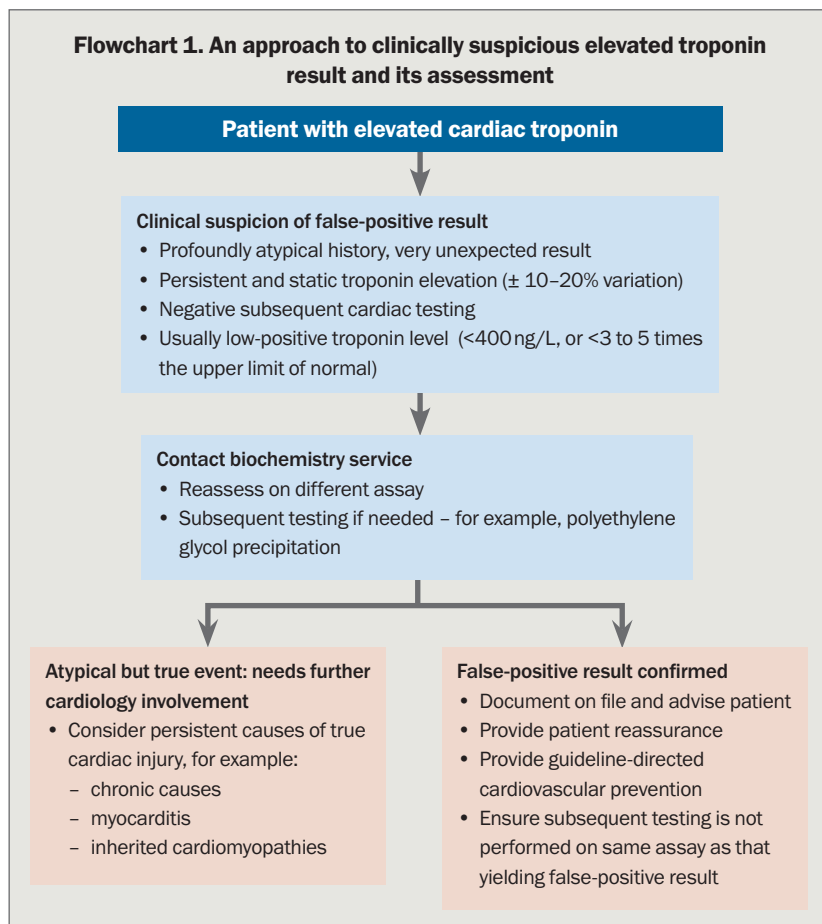 Flowchart 1. An approach to clinically suspicious elevated troponin
result and its assessment
Patient with elevated cardiac troponin
Clinical suspicion of false-positive result
• Profoundly atypical history, very unexpected result
• Persistent and static troponin elevation (± 10–20% variation)
• Negative subsequent cardiac testing
• Usually low-positive troponin level (<400 ng/L, or <3 to 5 times
the upper limit of normal)
Contact biochemistry service
• Reassess on different assay
• Subsequent testing if needed – for example, polyethylene
glycol precipitation
Atypical but true event: needs further
cardiology involvement
• Consider persistent causes of true
cardiac injury, for example:
– chronic causes
– myocarditis
– inherited cardiomyopathies
False-positive result confirmed
• Document on file and advise patient
• Provide patient reassurance
• Provide guideline-directed
cardiovascular prevention
• Ensure subsequent testing is not
performed on same assay as that
yielding false-positive result